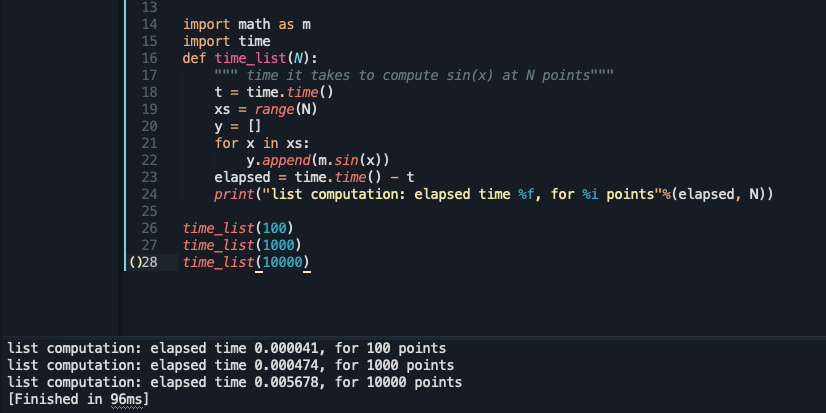 13
14 import math as m
15 import time
16 def time_list(N):
17     """ time it takes to compute sin(x) at N points"""
18     t = time.time()
19     xs = range(N)
20     y = []
21     for x in xs:
22         y.append(m.sin(x))
23     elapsed = time.time() - t
24     print("list computation: elapsed time %f, for %i points"%(elapsed, N))
25
26 time_list(100)
27 time_list(1000)
()28 time_list(10000)
list computation: elapsed time 0.000041, for 100 points
list computation: elapsed time 0.000474, for 1000 points
list computation: elapsed time 0.005678, for 10000 points
[Finished in 96ms]